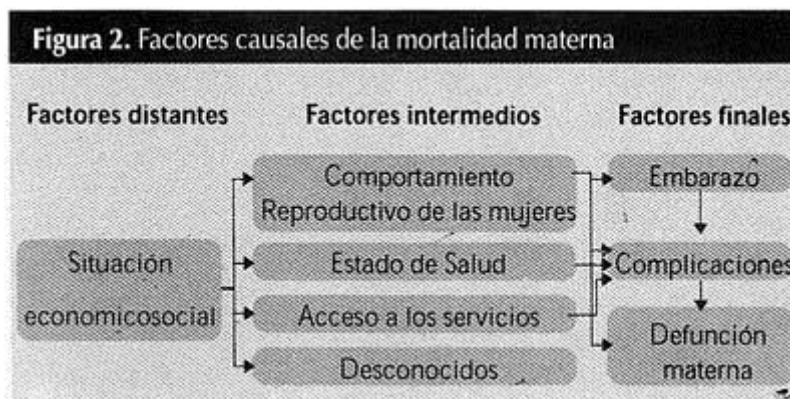 Figura 2. Factores causales de la mortalidad materna
Factores distantes
Factores intermedios
Factores finales
Situación
economicosocial
Comportamiento
Reproductivo de las mujeres
Estado de Salud
Acceso a los servicios
Desconocidos
Embarazo
Complicaciones
Defunción
materna